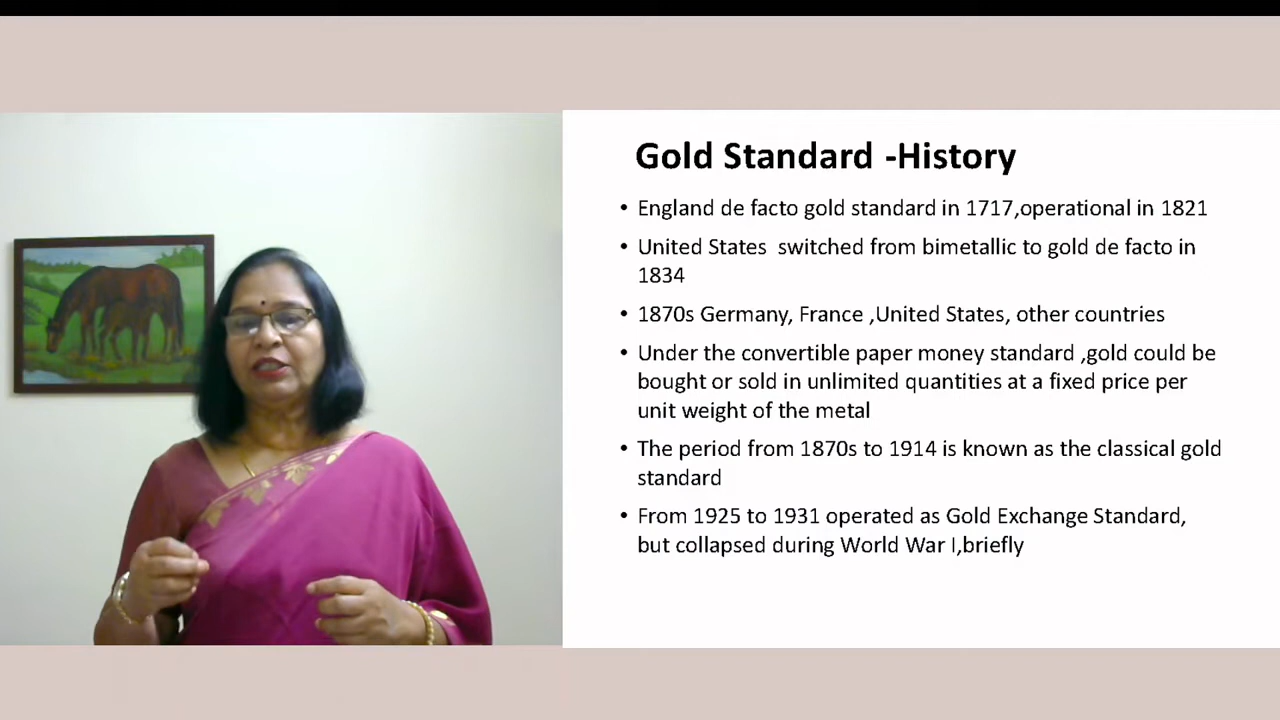 Gold Standard -History
• England de facto gold standard in 1717,operational in 1821
• United States  switched from bimetallic to gold de facto in
1834
• 1870s Germany, France ,United States, other countries
• Under the convertible paper money standard ,gold could be
bought or sold in unlimited quantities at a fixed price per
unit weight of the metal
• The period from 1870s to 1914 is known as the classical gold
standard
• From 1925 to 1931 operated as Gold Exchange Standard,
but collapsed during World War I,briefly